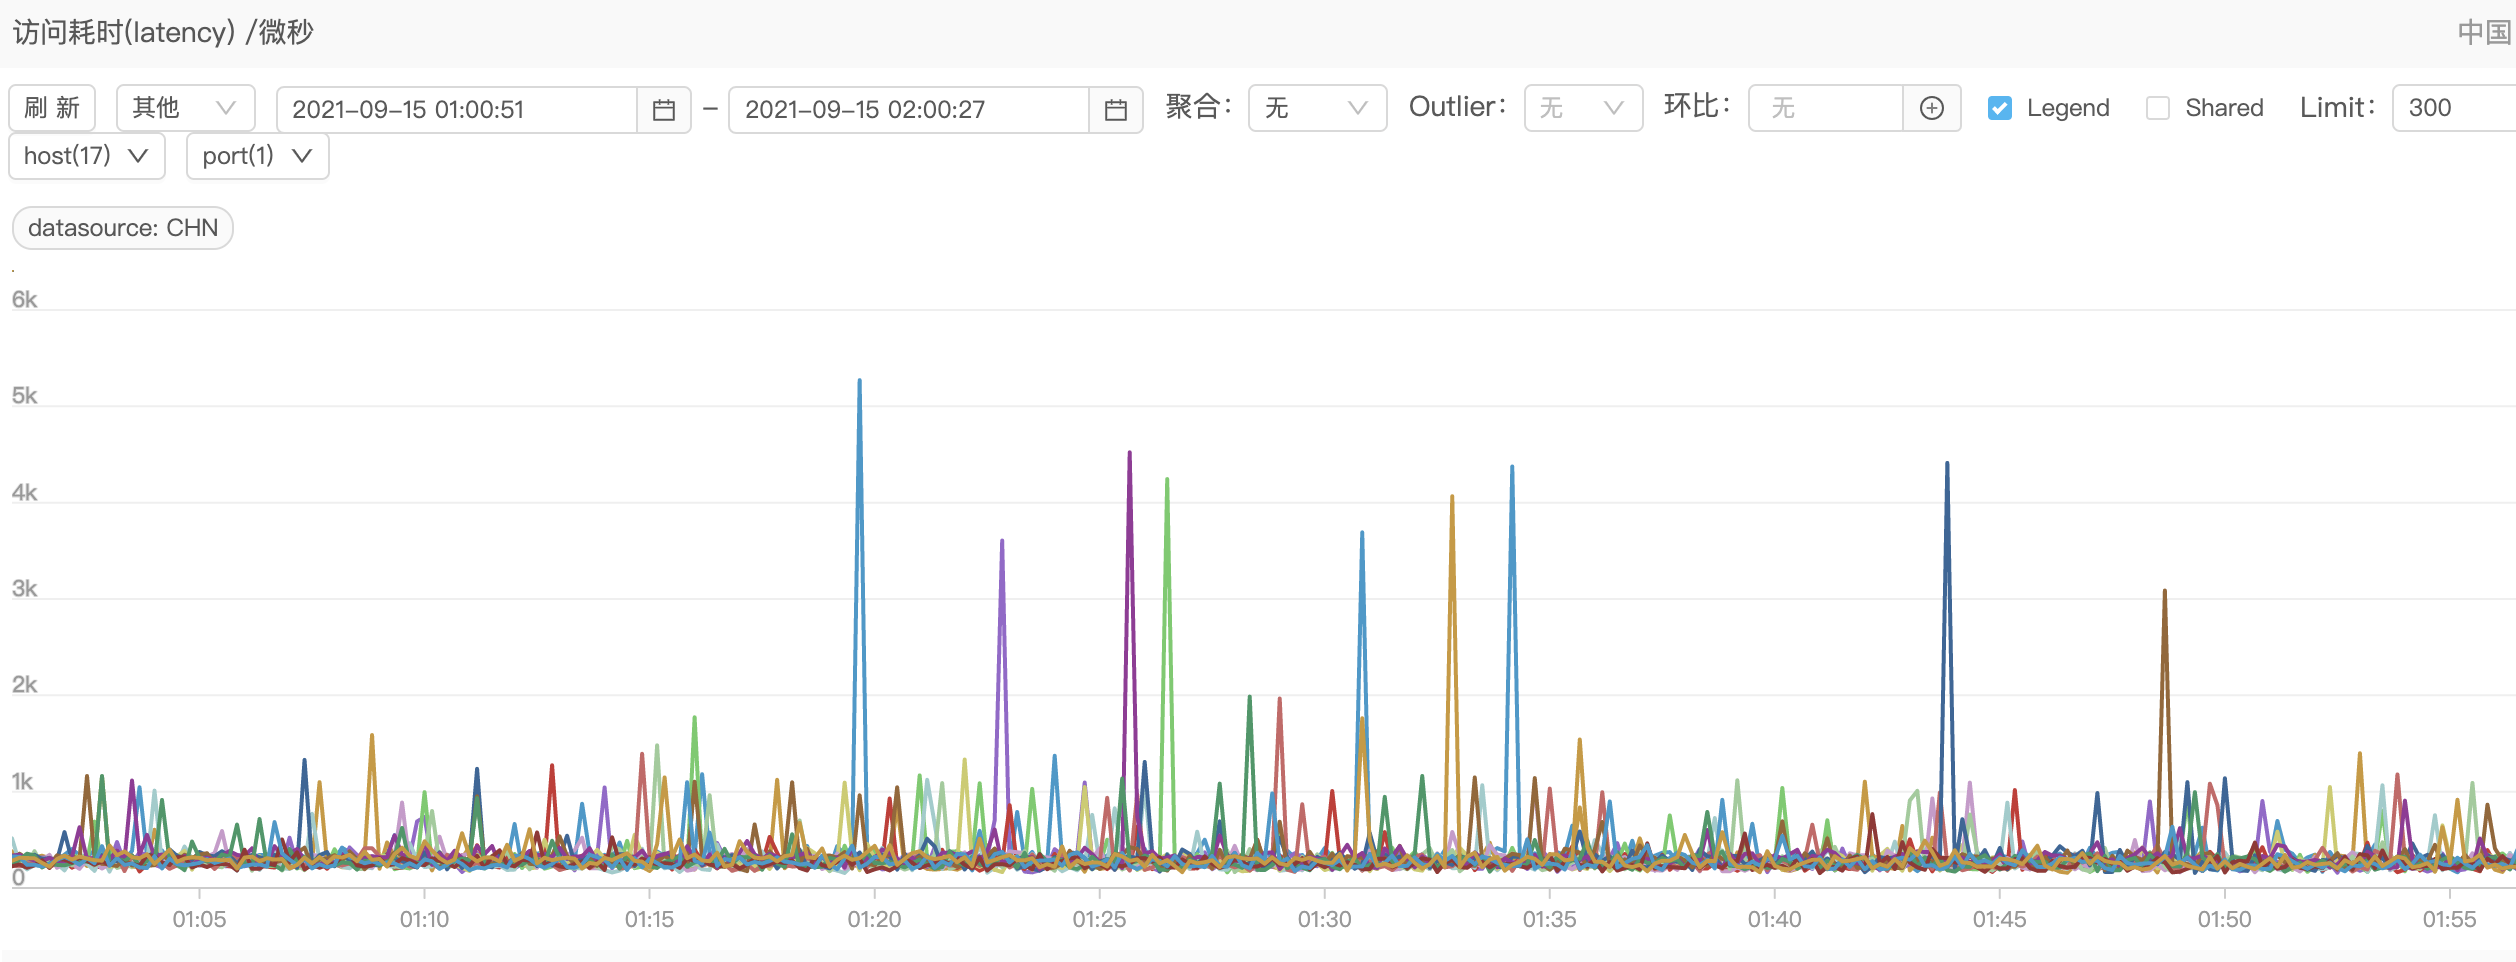 访问耗时(latency) /微秒
中国
刷 新 其他 2021-09-15 01:00:51 – 2021-09-15 02:00:27 聚合: 无 Outlier: 无 环比: 无 Legend Shared Limit: 300
host(17) port(1)
datasource: CHN
6k
5k
4k
3k
2k
1k
0
01:05 01:10 01:15 01:20 01:25 01:30 01:35 01:40 01:45 01:50 01:55